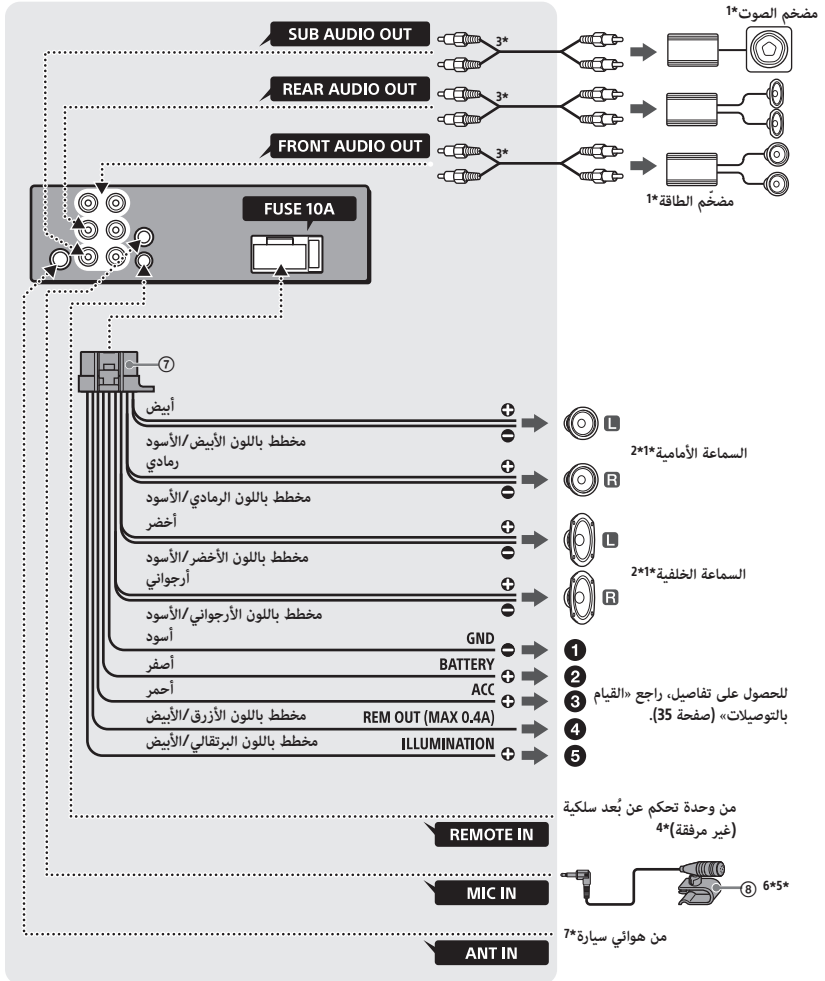 مضخم الصوت*1
SUB AUDIO OUT
3*
REAR AUDIO OUT
3*
FRONT AUDIO OUT
3*
مضخّم الطاقة*1
FUSE 10A
⑦
أبيض
مخطط باللون الأبيض/الأسود
L
رمادي
السماعة الأمامية*1*2
مخطط باللون الرمادي/الأسود
R
أخضر
مخطط باللون الأخضر/الأسود
L
أرجواني
السماعة الخلفية*1*2
مخطط باللون الأرجواني/الأسود
R
أسود
GND
❶
أصفر
BATTERY
❷
أحمر
ACC
❸
للحصول على تفاصيل، راجع «القيام
بالتوصيلات» (صفحة 35).
مخطط باللون الأزرق/الأبيض
REM OUT (MAX 0.4A)
❹
مخطط باللون البرتقالي/الأبيض
ILLUMINATION
❺
من وحدة تحكم عن بُعد سلكية
(غير مرفقة)*4
REMOTE IN
⑧ 6*5*
MIC IN
من هوائي سيارة*7
ANT IN